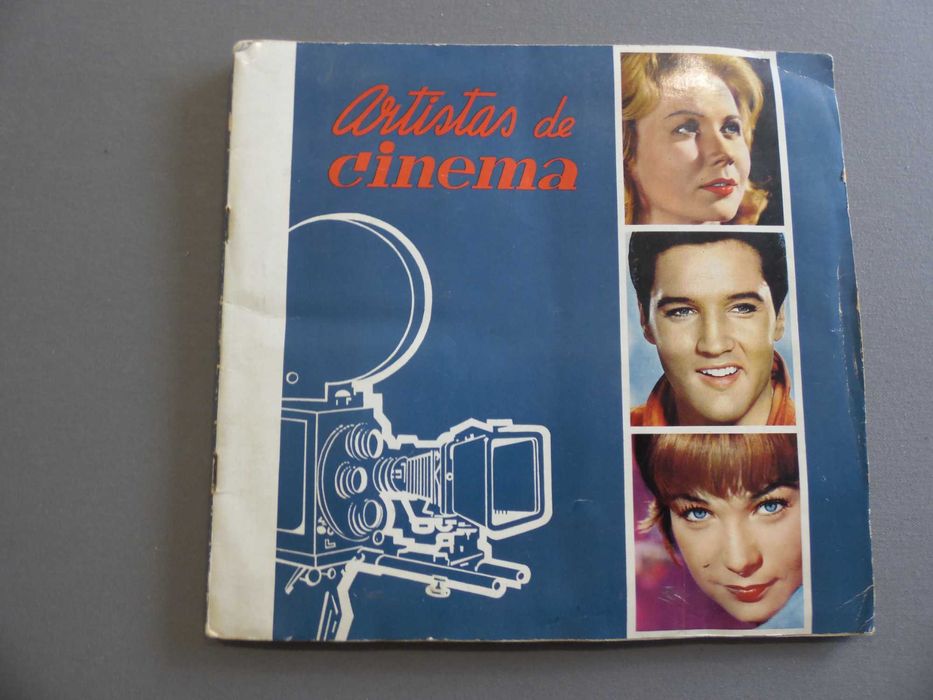 Artistas de
cinema